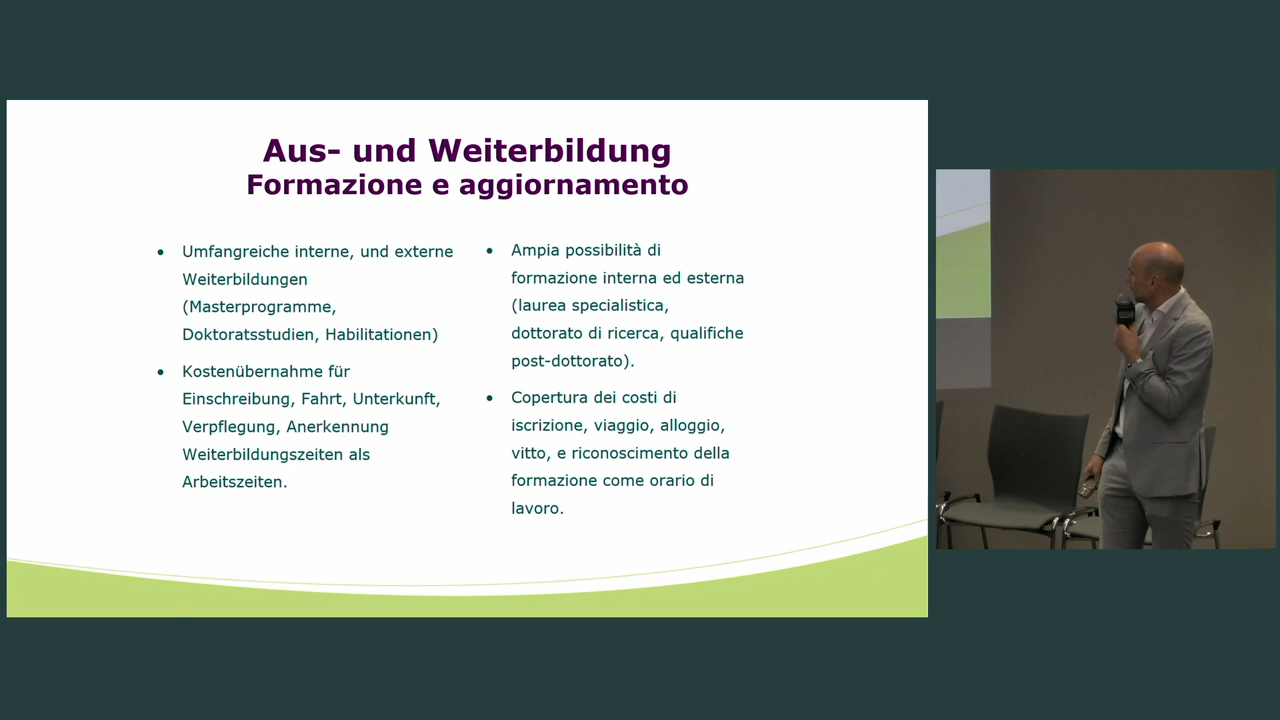 Aus- und Weiterbildung
Formazione e aggiornamento
• Umfangreiche interne, und externe
Weiterbildungen
(Masterprogramme,
Doktoratsstudien, Habilitationen)
• Kostenübernahme für
Einschreibung, Fahrt, Unterkunft,
Verpflegung, Anerkennung
Weiterbildungszeiten als
Arbeitszeiten.
• Ampia possibilità di
formazione interna ed esterna
(laurea specialistica,
dottorato di ricerca, qualifiche
post-dottorato).
• Copertura dei costi di
iscrizione, viaggio, alloggio,
vitto, e riconoscimento della
formazione come orario di
lavoro.